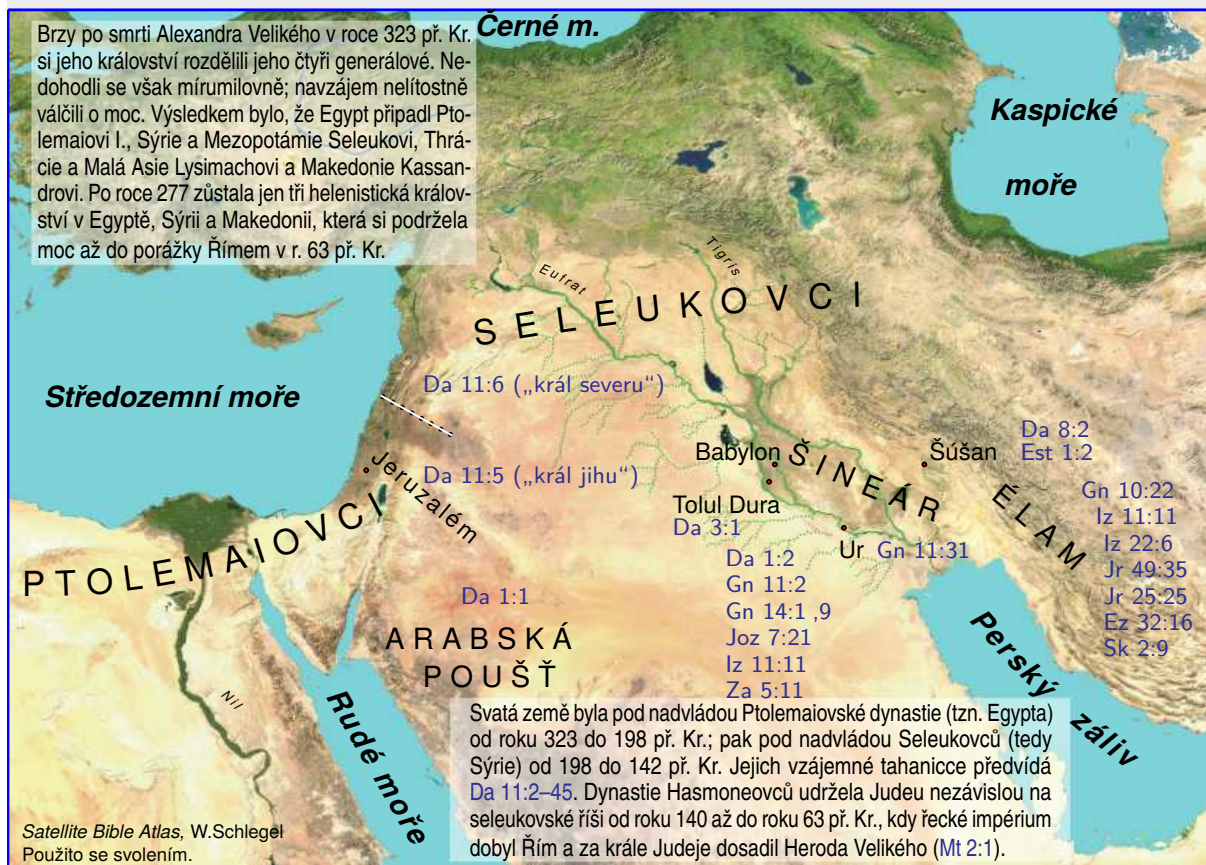 Brzy po smrti Alexandra Velikého v roce 323 př. Kr.
si jeho království rozdělili jeho čtyři generálové. Ne-
dohodli se však mírumilovně; navzájem nelítostně
válčili o moc. Výsledkem bylo, že Egypt připadl Pto-
lemaiovi I., Sýrie a Mezopotámie Seleukovi, Thrá-
cie a Malá Asie Lysimachovi a Makedonie Kassan-
drovi. Po roce 277 zůstala jen tři helenistická králov-
ství v Egyptě, Sýrii a Makedonii, která si podržela
moc až do porážky Římem v r. 63 př. Kr.
Černé m.
Kaspické
moře
Tigris
Eufrat
SELEUKOVCI
Da 11:6 („král severu“)
Středozemní moře
Da 8:2
Est 1:2
Babylon
ŠINEÁR
Šúšan
Jeruzalém
Da 11:5 („král jihu“)
Tolul Dura
Da 3:1
ÉLAM
Gn 10:22
Iz 11:11
Iz 22:6
Jr 49:35
Jr 25:25
Ez 32:16
Sk 2:9
PTOLEMAIOVCI
Ur Gn 11:31
Da 1:2
Gn 11:2
Gn 14:1 ,9
Joz 7:21
Iz 11:11
Za 5:11
Da 1:1
ARABSKÁ
POUŠŤ
Nil
Rudé moře
Perský
záliv
Svatá země byla pod nadvládou Ptolemaiovské dynastie (tzn. Egypta)
od roku 323 do 198 př. Kr.; pak pod nadvládou Seleukovců (tedy
Sýrie) od 198 do 142 př. Kr. Jejich vzájemné tahanicce předvídá
Da 11:2–45. Dynastie Hasmoneovců udržela Judeu nezávislou na
seleukovské říši od roku 140 až do roku 63 př. Kr., kdy řecké impérium
dobyl Řím a za krále Judeje dosadil Heroda Velikého (Mt 2:1).
Satellite Bible Atlas, W.Schlegel
Použito se svolením.